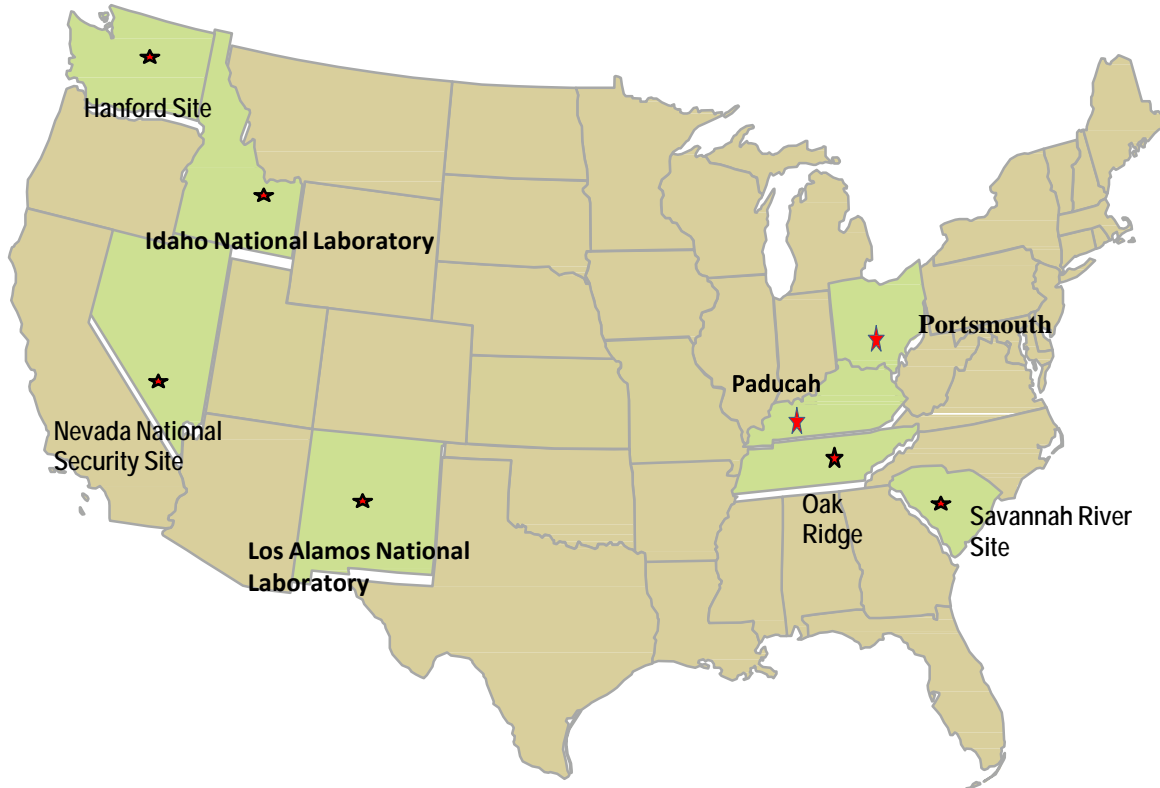 Hanford Site
Idaho National Laboratory
Portsmouth
Paducah
Nevada National
Security Site
Oak
Ridge
Savannah River
Site
Los Alamos National
Laboratory